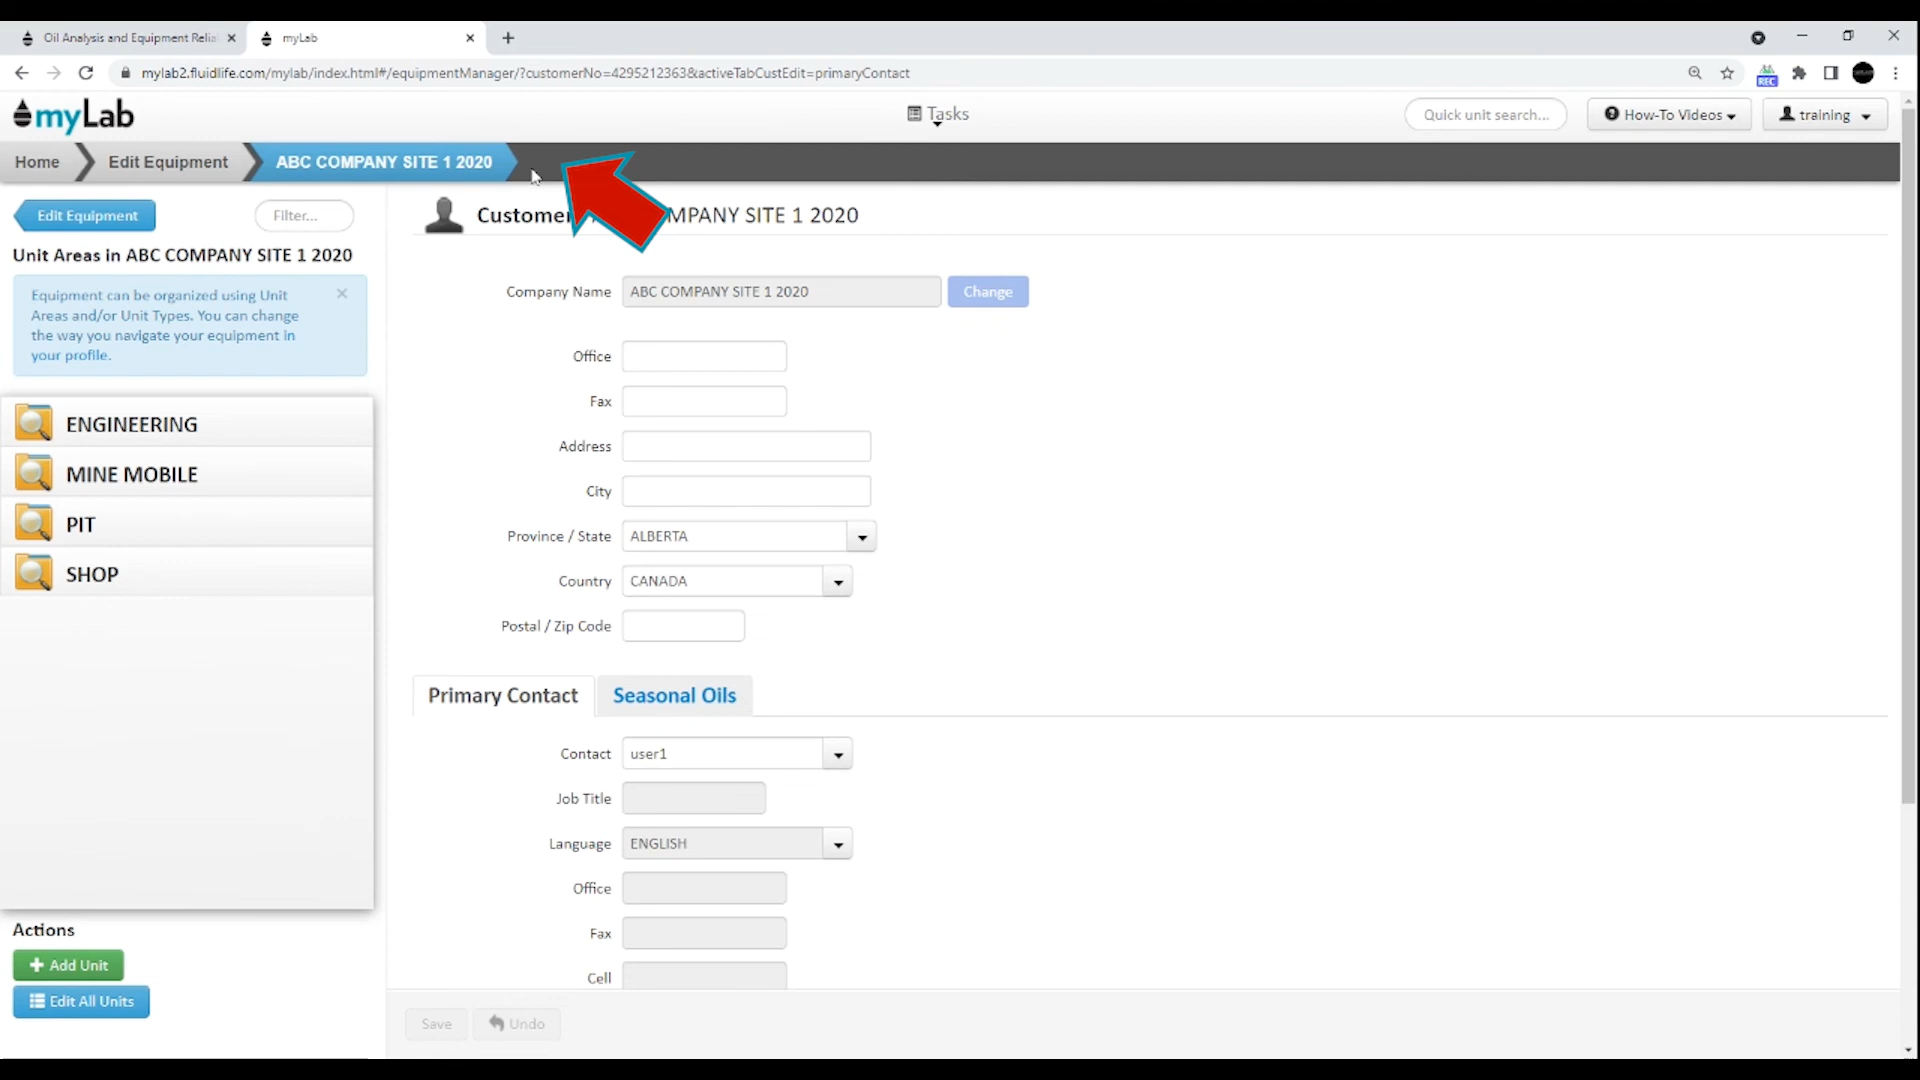 Oil Analysis and Equipment Relia
myLab
mylab2.fluidlife.com/mylab/index.html#/equipmentManager/?customerNo=4295212363&activeTabCustEdit=primaryContact
REC
myLab
Tasks
Quick unit search...
How-To Videos
training
Home
Edit Equipment
ABC COMPANY SITE 1 2020
Edit Equipment
Filter...
Unit Areas in ABC COMPANY SITE 1 2020
Equipment can be organized using Unit
Areas and/or Unit Types. You can change
the way you navigate your equipment in
your profile.
ENGINEERING
MINE MOBILE
PIT
SHOP
Actions
Add Unit
Edit All Units
Customer MPANY SITE 1 2020
Company Name ABC COMPANY SITE 1 2020 Change
Office
Fax
Address
City
Province / State ALBERTA
Country CANADA
Postal / Zip Code
Primary Contact
Seasonal Oils
Contact user1
Job Title
Language ENGLISH
Office
Fax
Cell
Save
Undo